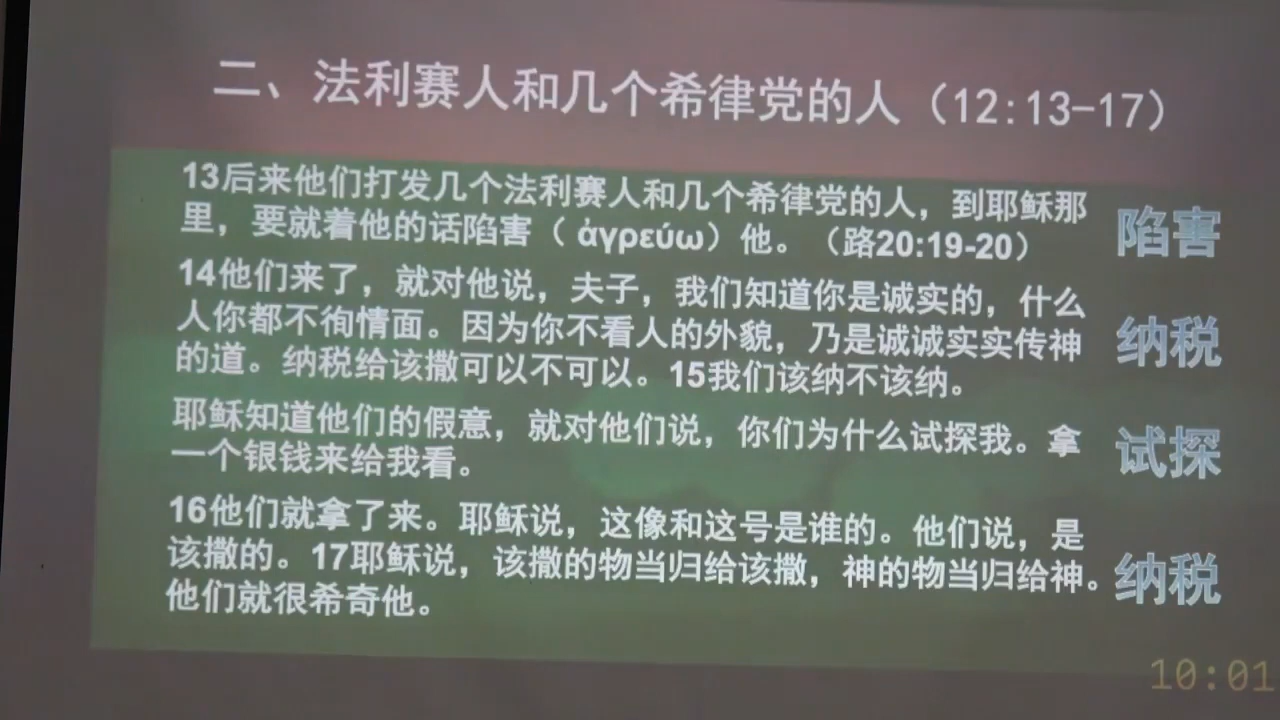 二、法利赛人和几个希律党的人（12:13-17）
13后来他们打发几个法利赛人和几个希律党的人，到耶稣那
里，要就着他的话陷害（ ἀγρεύω）他。（路20:19-20）
陷害
14他们来了，就对他说，夫子，我们知道你是诚实的，什么
人你都不徇情面。因为你不看人的外貌，乃是诚诚实实传神
的道。纳税给该撒可以不可以。15我们该纳不该纳。
纳税
耶稣知道他们的假意，就对他们说，你们为什么试探我。拿
一个银钱来给我看。
试探
16他们就拿了来。耶稣说，这像和这号是谁的。他们说，是
该撒的。17耶稣说，该撒的物当归给该撒，神的物当归给神。
他们就很希奇他。
纳税
10:01